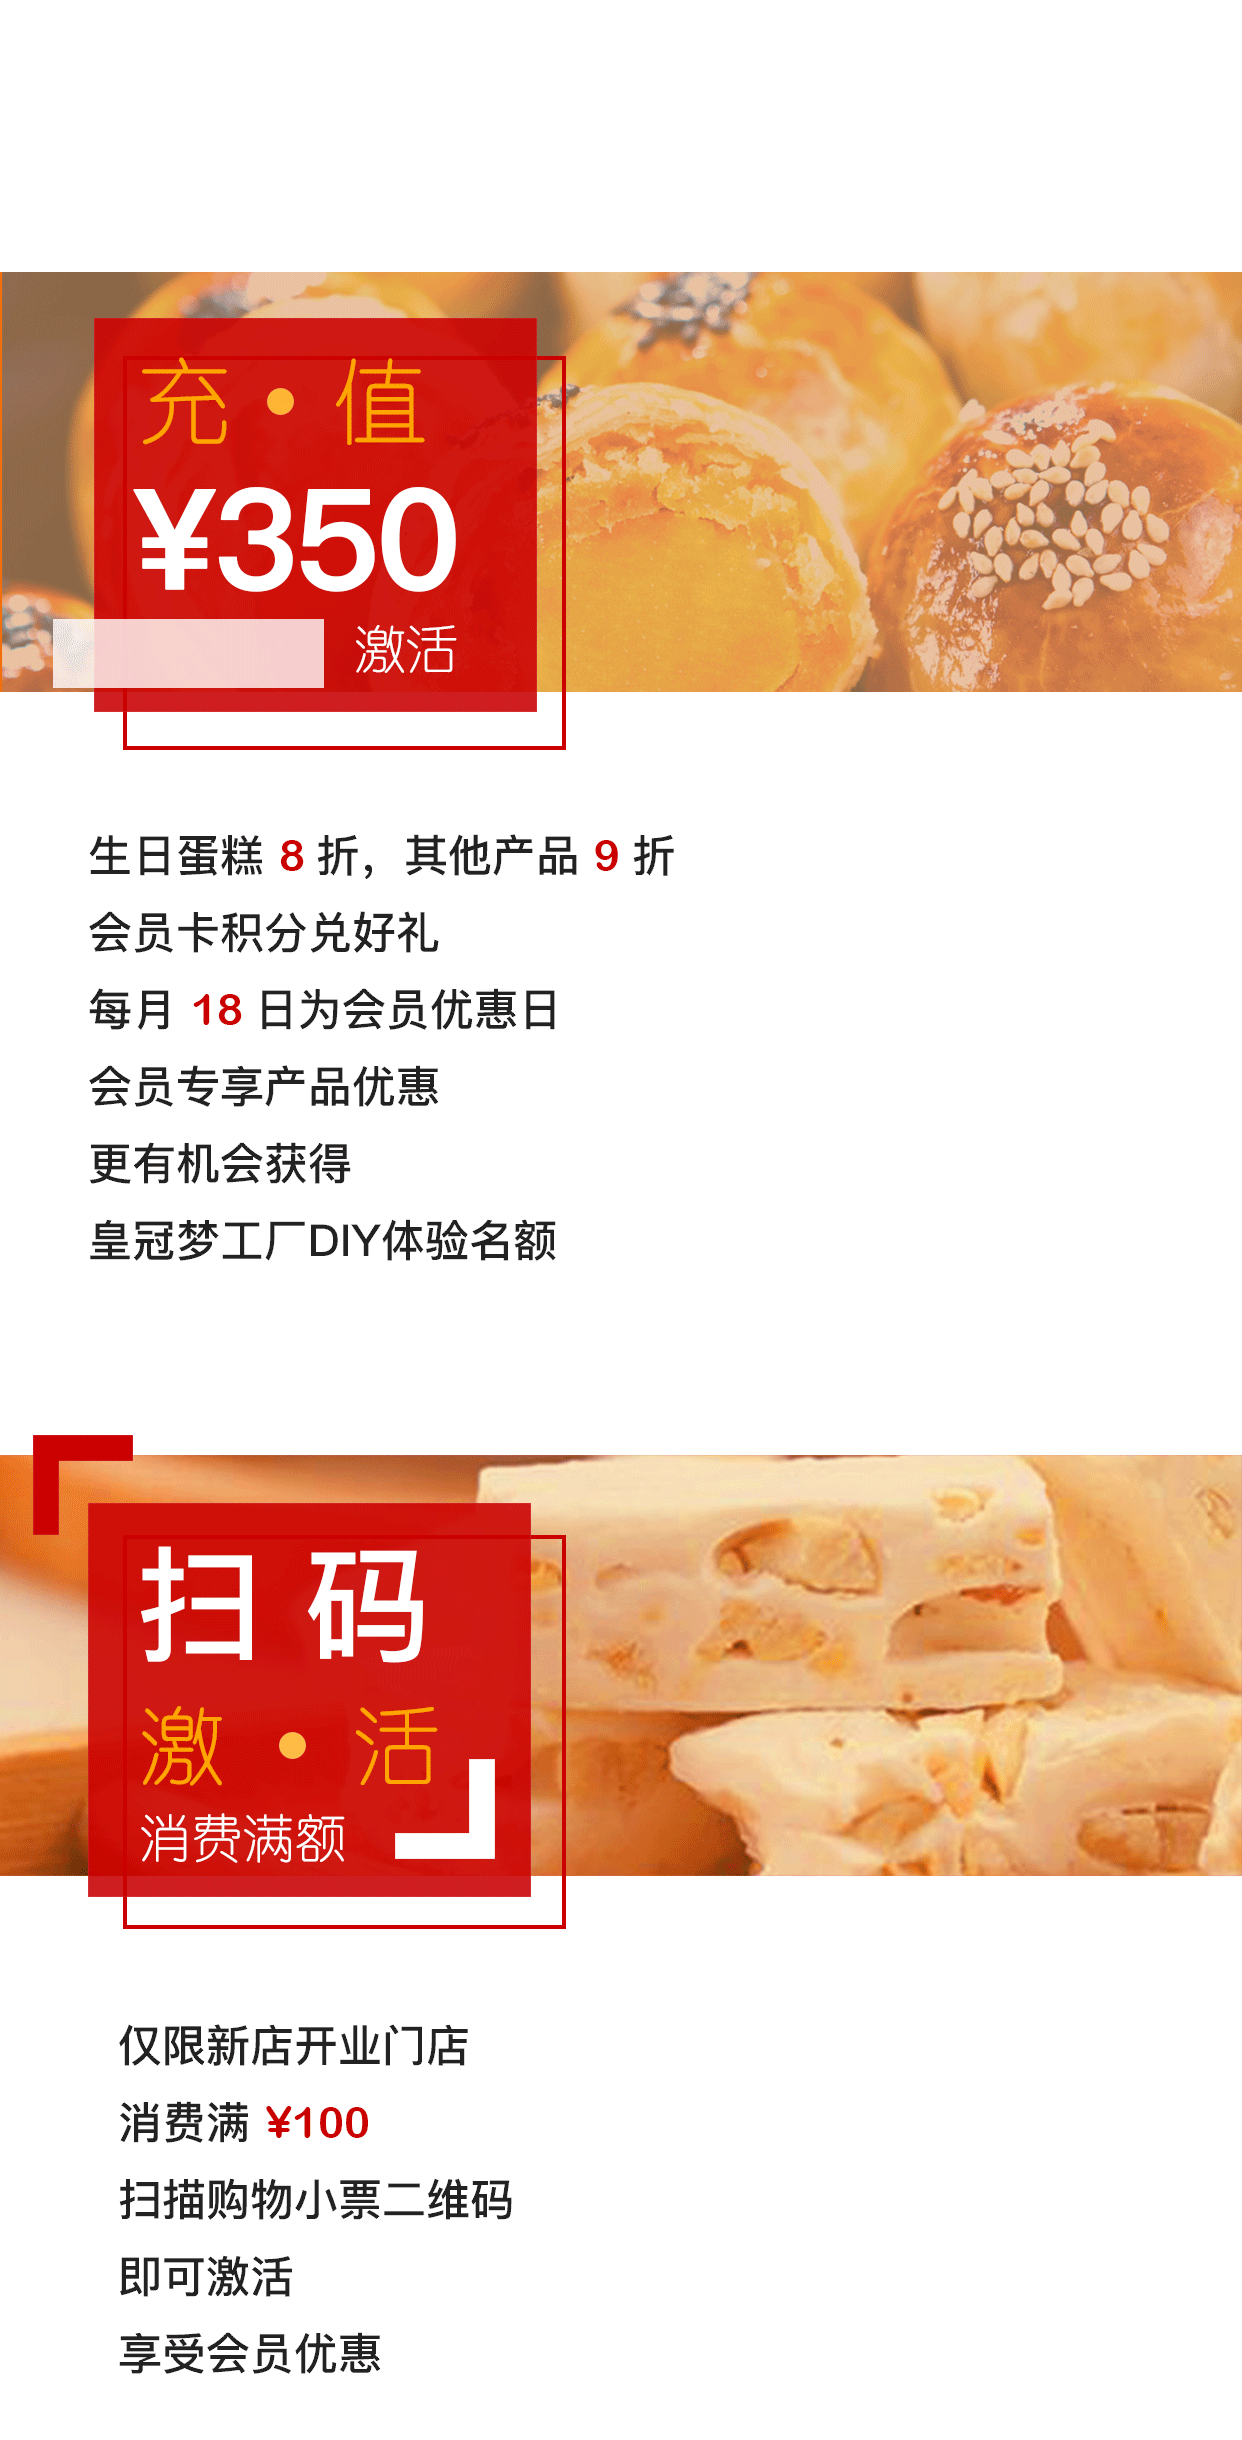 充·值
¥350
激活
生日蛋糕 8 折，其他产品 9 折
会员卡积分兑好礼
每月 18 日为会员优惠日
会员专享产品优惠
更有机会获得
皇冠梦工厂DIY体验名额
扫 码
激·活
消费满额
仅限新店开业门店
消费满 ¥100
扫描购物小票二维码
即可激活
享受会员优惠